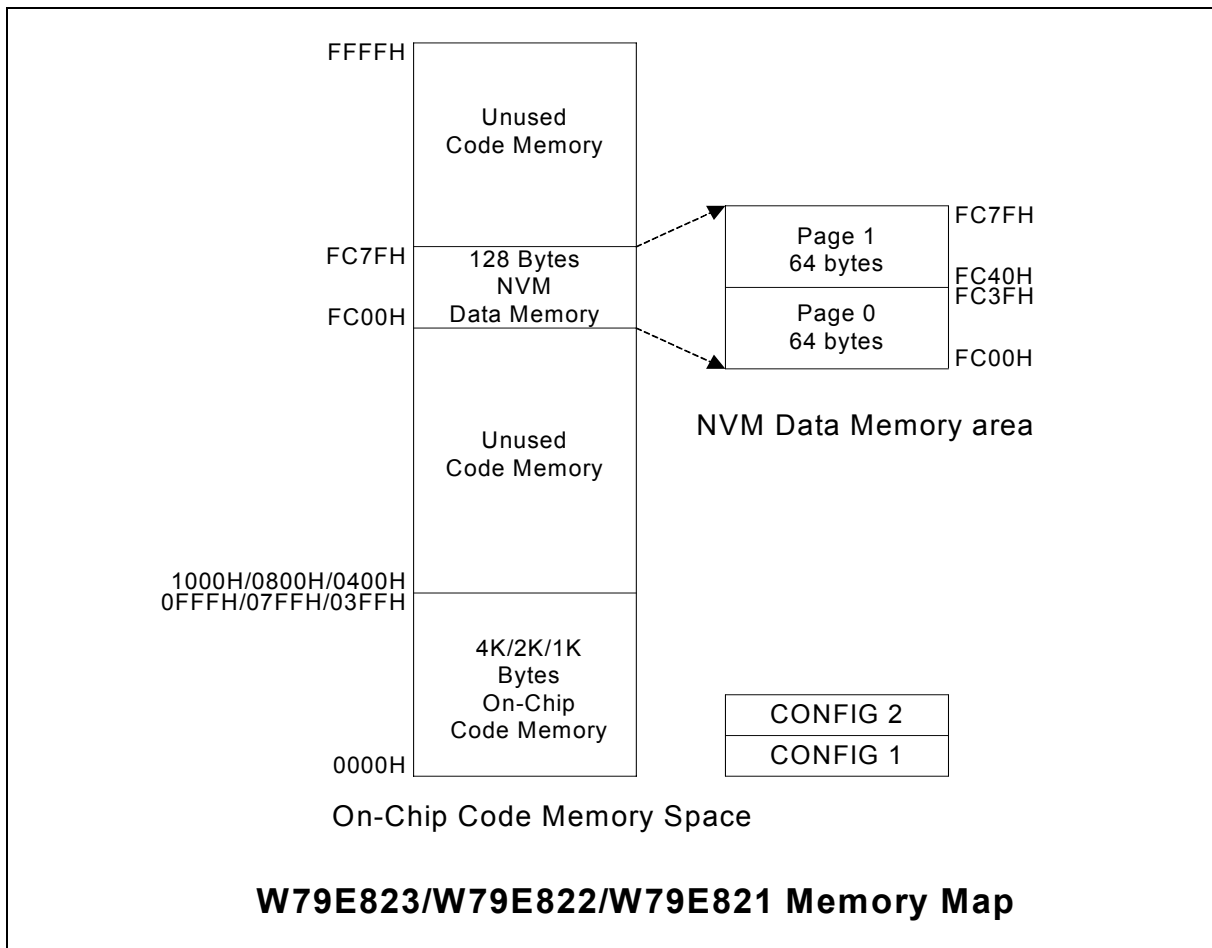 FFFFH
Unused
Code Memory
FC7FH
128 Bytes
NVM
Data Memory
FC00H
Unused
Code Memory
1000H/0800H/0400H
0FFFH/07FFH/03FFH
4K/2K/1K
Bytes
On-Chip
Code Memory
0000H
On-Chip Code Memory Space
FC7FH
Page 1
64 bytes
FC40H
FC3FH
Page 0
64 bytes
FC00H
NVM Data Memory area
CONFIG 2
CONFIG 1
W79E823/W79E822/W79E821 Memory Map